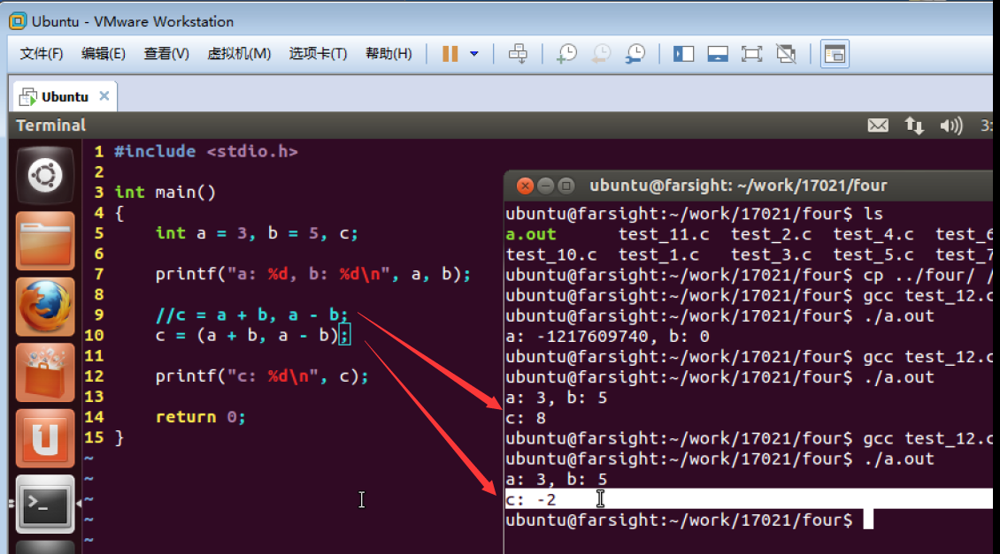 Ubuntu - VMware Workstation
文件(F) 编辑(E) 查看(V) 虚拟机(M) 选项卡(T) 帮助(H)
Ubuntu
Terminal
1 #include <stdio.h>
2
3 int main()
4 {
5 int a = 3, b = 5, c;
6
7 printf("a: %d, b: %d\n", a, b);
8
9 //c = a + b, a - b;
10 c = (a + b, a - b);
11
12 printf("c: %d\n", c);
13
14 return 0;
15 }
~
~
~
~
~
ubuntu@farsight: ~/work/17021/four
ubuntu@farsight:~/work/17021/four$ ls
a.out test_11.c test_2.c test_4.c
test_10.c test_1.c test_3.c test_5.c
ubuntu@farsight:~/work/17021/four$ cp ../four/ /
ubuntu@farsight:~/work/17021/four$ gcc test_12.c
ubuntu@farsight:~/work/17021/four$ ./a.out
a: -1217609740, b: 0
ubuntu@farsight:~/work/17021/four$ gcc test_12.c
ubuntu@farsight:~/work/17021/four$ ./a.out
a: 3, b: 5
c: 8
ubuntu@farsight:~/work/17021/four$ gcc test_12.c
ubuntu@farsight:~/work/17021/four$ ./a.out
a: 3, b: 5
c: -2
ubuntu@farsight:~/work/17021/four$